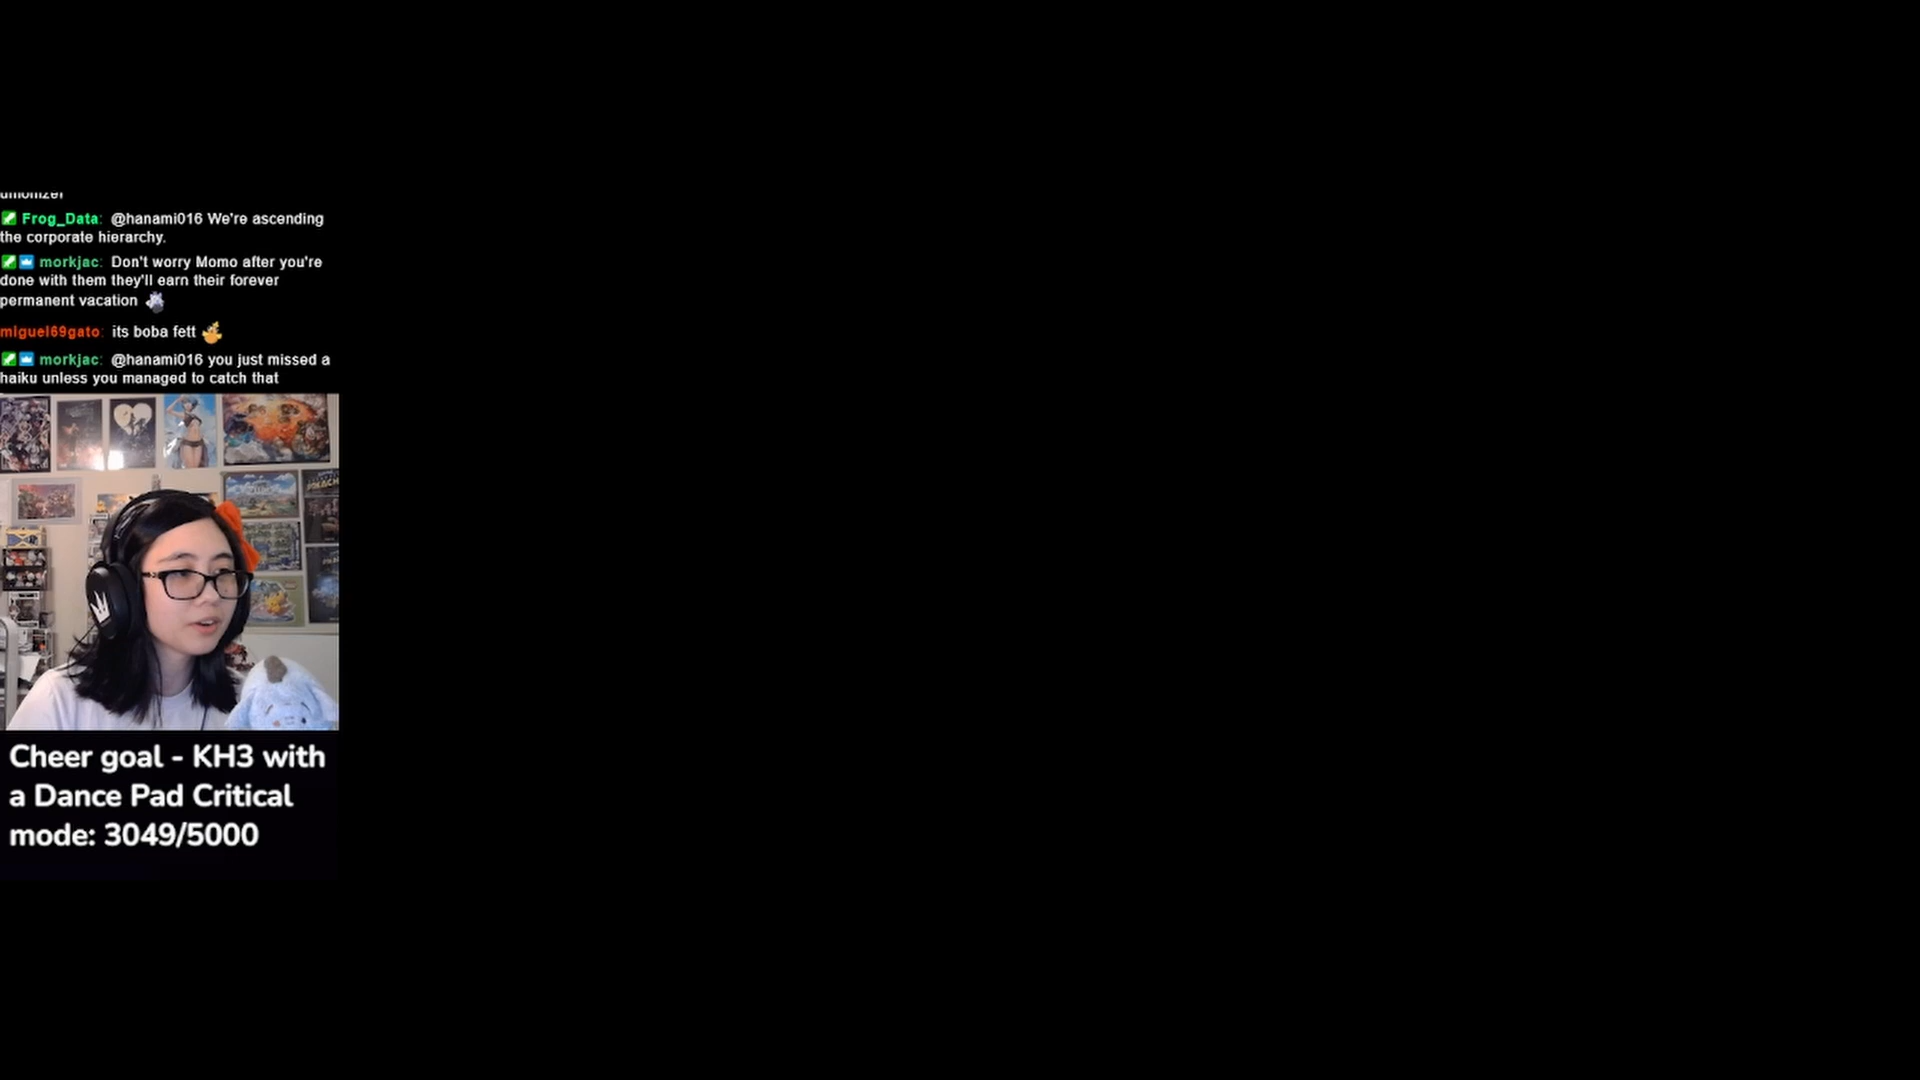 Frog_Data: @hanami016 We're ascending
the corporate hierarchy.
morkjac: Don't worry Momo after you're
done with them they'll earn their forever
permanent vacation
miguel69gato: its boba fett
morkjac: @hanami016 you just missed a
haiku unless you managed to catch that
Cheer goal - KH3 with
a Dance Pad Critical
mode: 3049/5000